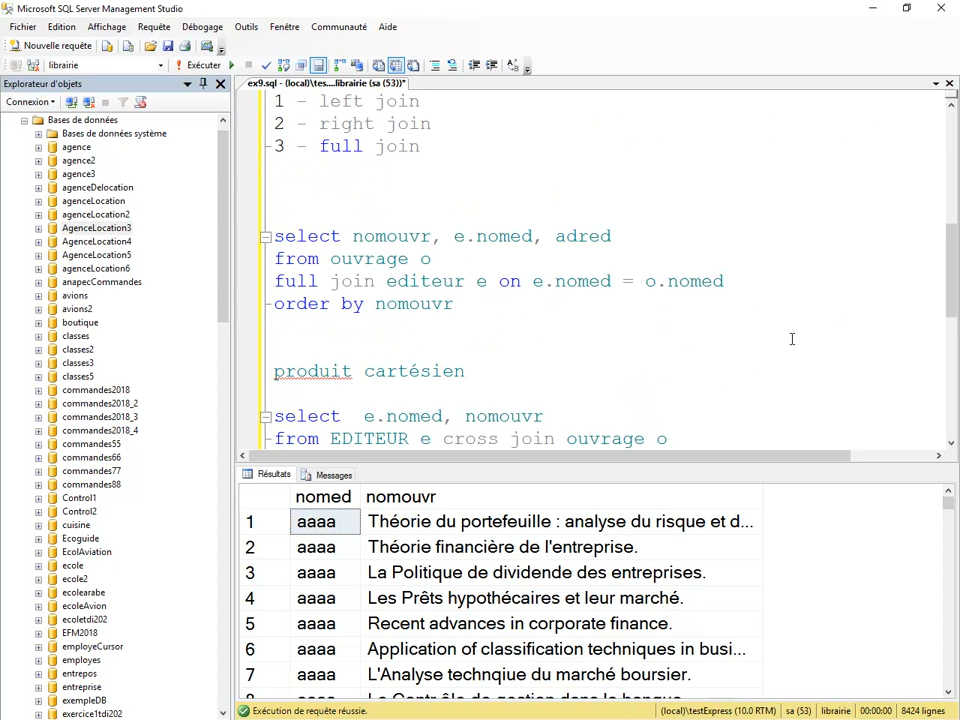 Microsoft SQL Server Management Studio
Fichier Edition Affichage Requête Débogage Outils Fenêtre Communauté Aide
Nouvelle requête
librairie Exécuter
Explorateur d'objets
ex9.sql - (local)\tes....librairie (sa (53))*
Connexion
Bases de données
Bases de données système
agence
agence2
agence3
agenceDelocation
agenceLocation
agenceLocation2
AgenceLocation3
AgenceLocation4
AgenceLocation5
agenceLocation6
anapecCommandes
avions
avions2
boutique
classes
classes2
classes3
classes5
commandes2018
commandes2018_2
commandes2018_3
commandes2018_4
commandes55
commandes66
commandes77
commandes88
Control1
Control2
cuisine
Ecoguide
EcolAviation
ecole
ecole2
ecolearabe
ecoleAvion
ecoletdi202
EFM2018
employeCursor
employes
entrepos
entreprise
exempleDB
exercice1tdi202
1 - left join
2 - right join
3 - full join
select nomouvr, e.nomed, adred
from ouvrage o
full join editeur e on e.nomed = o.nomed
order by nomouvr
produit cartésien
select e.nomed, nomouvr
from EDITEUR e cross join ouvrage o
Résultats Messages
nomed nomouvr
1 aaaa Théorie du portefeuille : analyse du risque et d...
2 aaaa Théorie financière de l'entreprise.
3 aaaa La Politique de dividende des entreprises.
4 aaaa Les Prêts hypothécaires et leur marché.
5 aaaa Recent advances in corporate finance.
6 aaaa Application of classification techniques in busi...
7 aaaa L'Analyse technqiue du marché boursier.
8 aaaa Le Contrôle de gestion dans la banque.
Exécution de requête réussie. (local)\testExpress (10.0 RTM) sa (53) librairie 00:00:00 8424 lignes